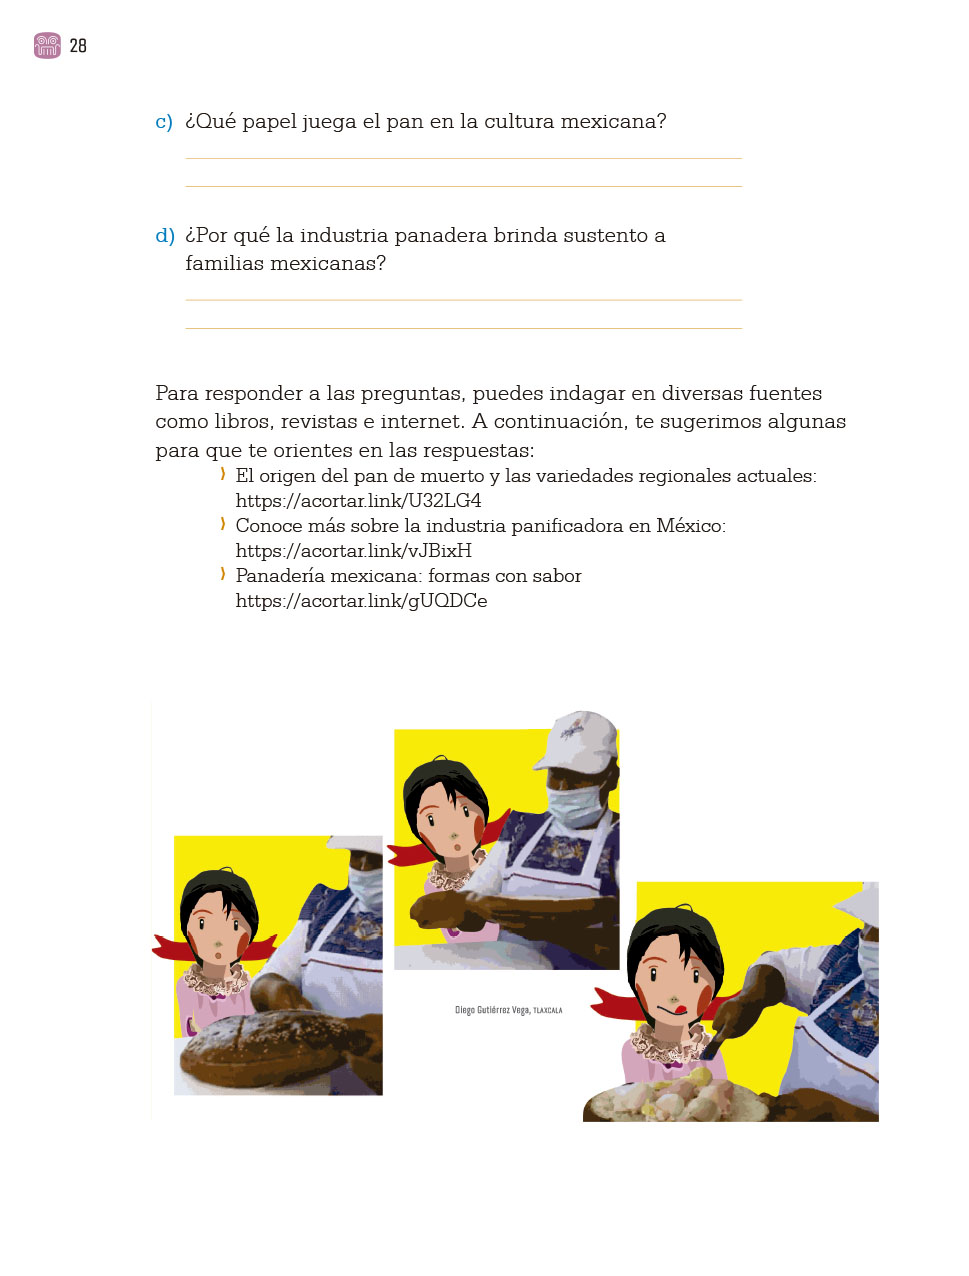 28
c) ¿Qué papel juega el pan en la cultura mexicana?
d) ¿Por qué la industria panadera brinda sustento a
familias mexicanas?
Para responder a las preguntas, puedes indagar en diversas fuentes
como libros, revistas e internet. A continuación, te sugerimos algunas
para que te orientes en las respuestas:
⟩ El origen del pan de muerto y las variedades regionales actuales:
https://acortar.link/U32LG4
⟩ Conoce más sobre la industria panificadora en México:
https://acortar.link/vJBixH
⟩ Panadería mexicana: formas con sabor
https://acortar.link/gUQDCe
Diego Gutiérrez Vega, TLAXCALA